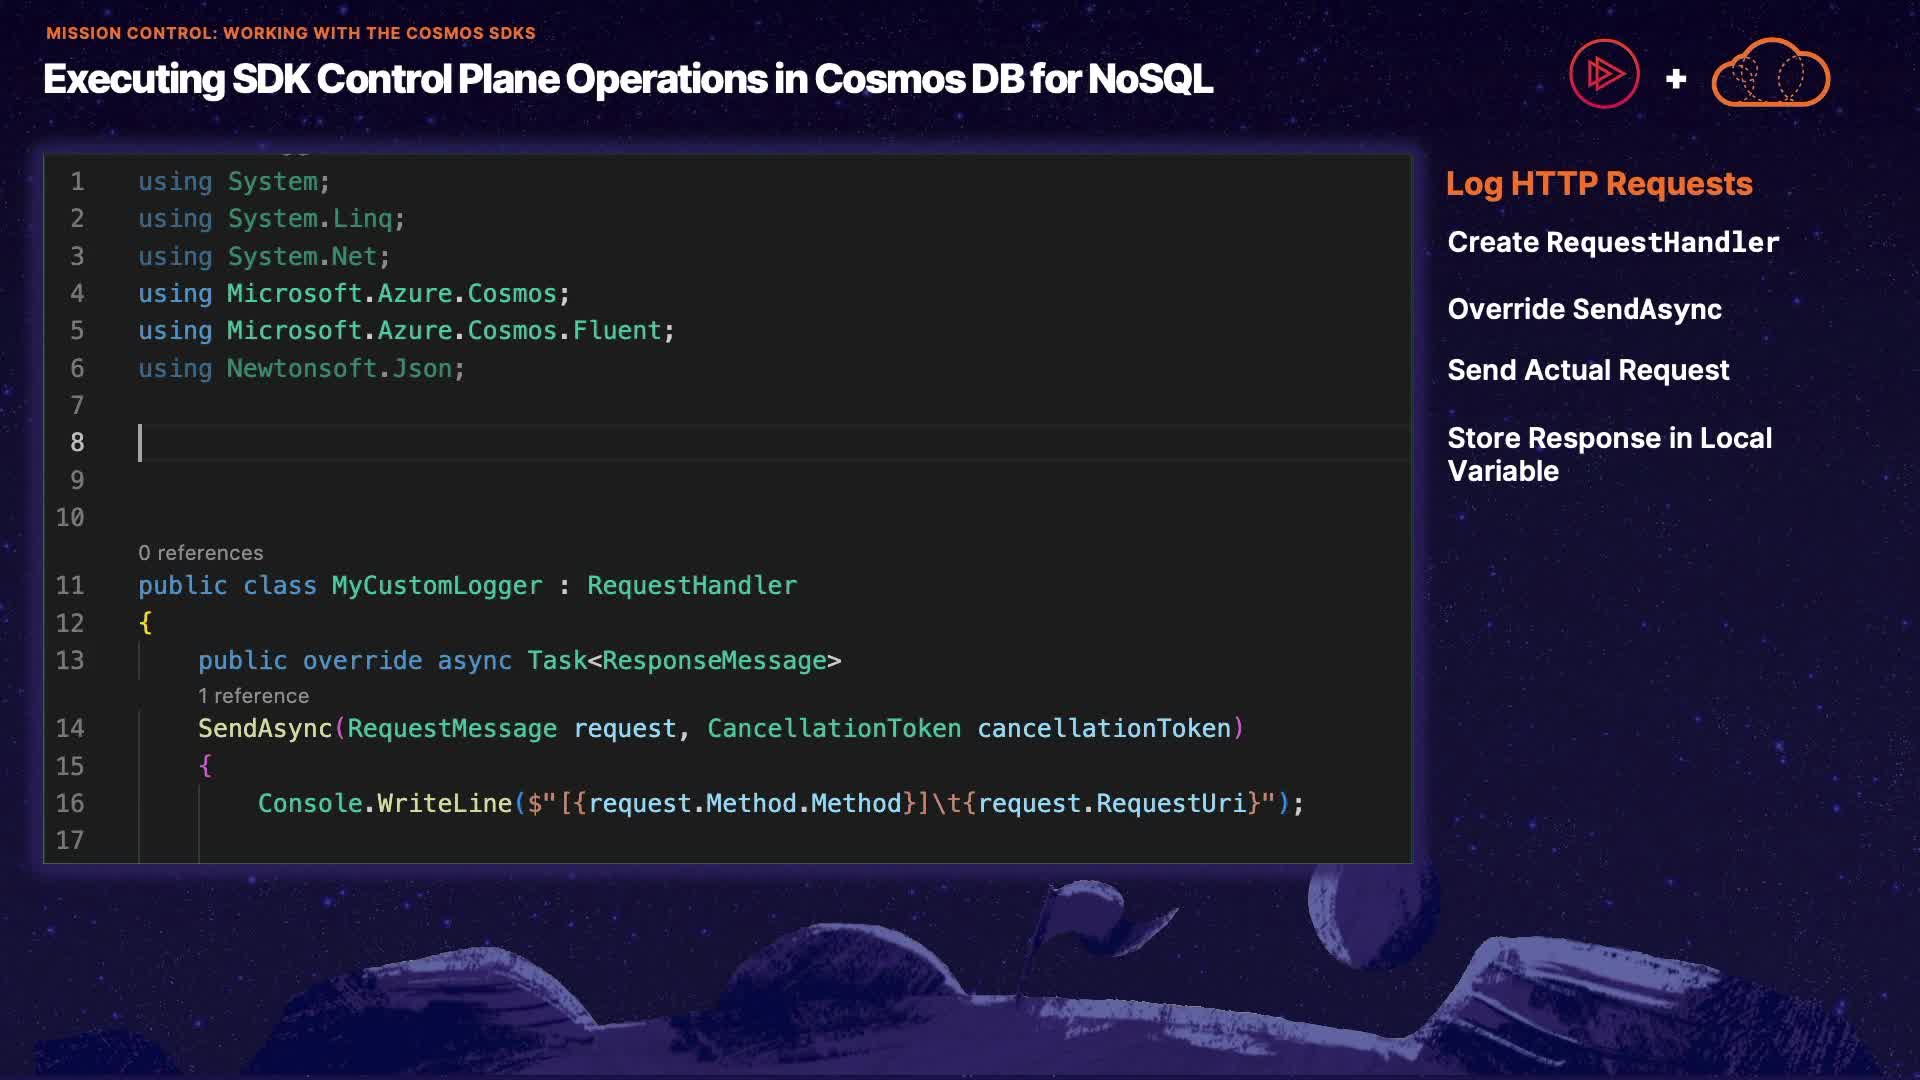 MISSION CONTROL: WORKING WITH THE COSMOS SDKS
Executing SDK Control Plane Operations in Cosmos DB for NoSQL
+
1 using System;
2 using System.Linq;
3 using System.Net;
4 using Microsoft.Azure.Cosmos;
5 using Microsoft.Azure.Cosmos.Fluent;
6 using Newtonsoft.Json;
7
8
9
10
0 references
11 public class MyCustomLogger : RequestHandler
12 {
13 public override async Task<ResponseMessage>
1 reference
14 SendAsync(RequestMessage request, CancellationToken cancellationToken)
15 {
16 Console.WriteLine($"[{request.Method.Method}]\t{request.RequestUri}");
17
Log HTTP Requests
Create RequestHandler
Override SendAsync
Send Actual Request
Store Response in Local
Variable